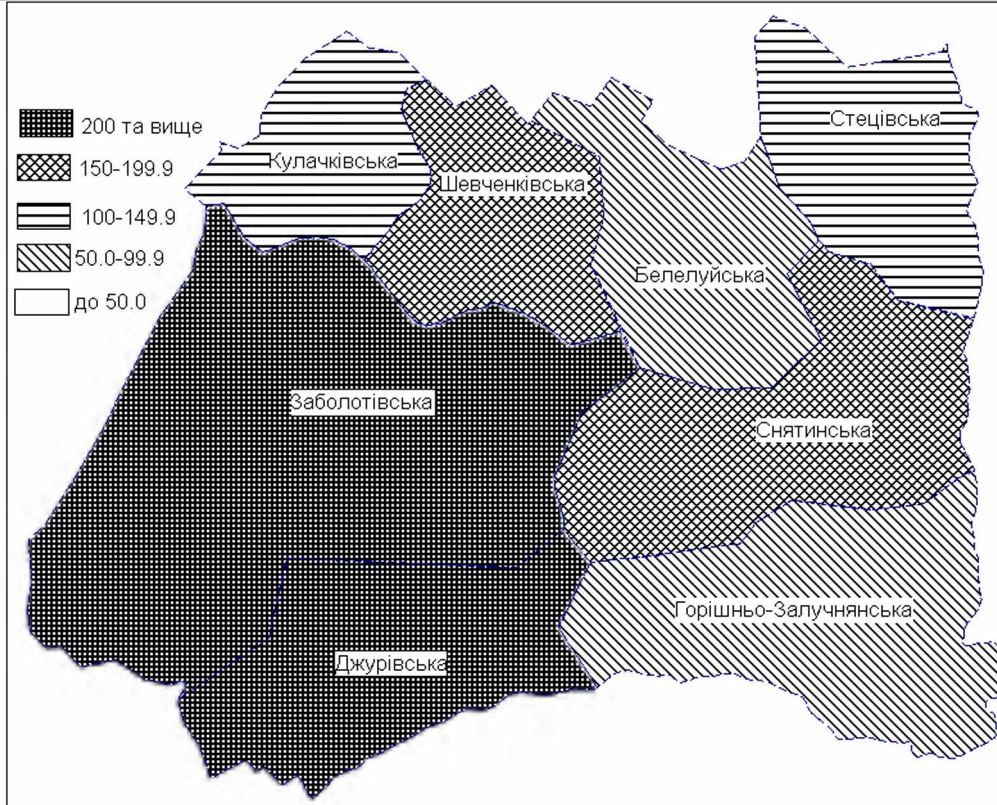 200 та вище
150-199.9
100-149.9
50.0-99.9
до 50.0
Стецівська
Кулачківська
Шевченківська
Белелуйська
Заболотівська
Снятинська
Горішньо-Залучнянська
Джурівська